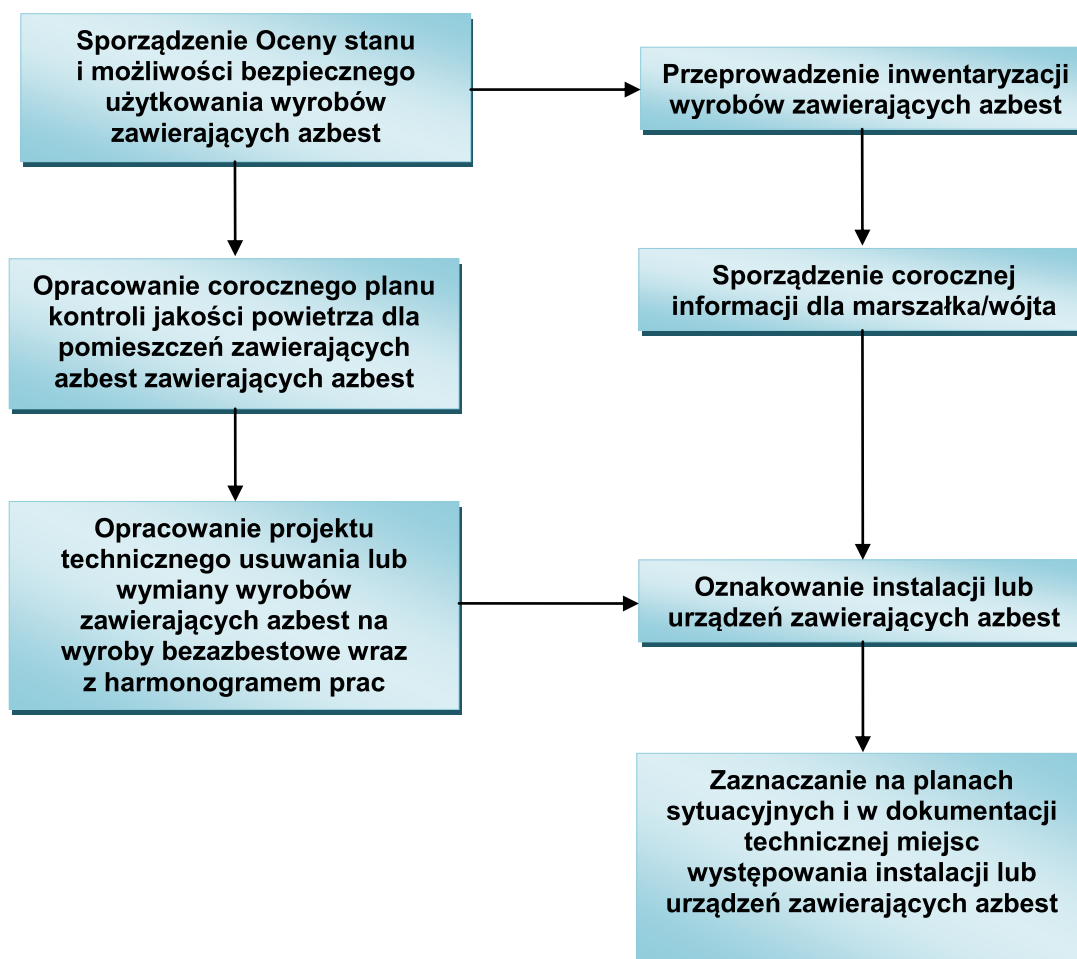 Sporządzenie Oceny stanu
i możliwości bezpiecznego
użytkowania wyrobów
zawierających azbest
Przeprowadzenie inwentaryzacji
wyrobów zawierających azbest
Opracowanie corocznego planu
kontroli jakości powietrza dla
pomieszczeń zawierających
azbest zawierających azbest
Sporządzenie corocznej
informacji dla marszałka/wójta
Opracowanie projektu
technicznego usuwania lub
wymiany wyrobów
zawierających azbest na
wyroby bezazbestowe wraz
z harmonogramem prac
Oznakowanie instalacji lub
urządzeń zawierających azbest
Zaznaczanie na planach
sytuacyjnych i w dokumentacji
technicznej miejsc
występowania instalacji lub
urządzeń zawierających azbest